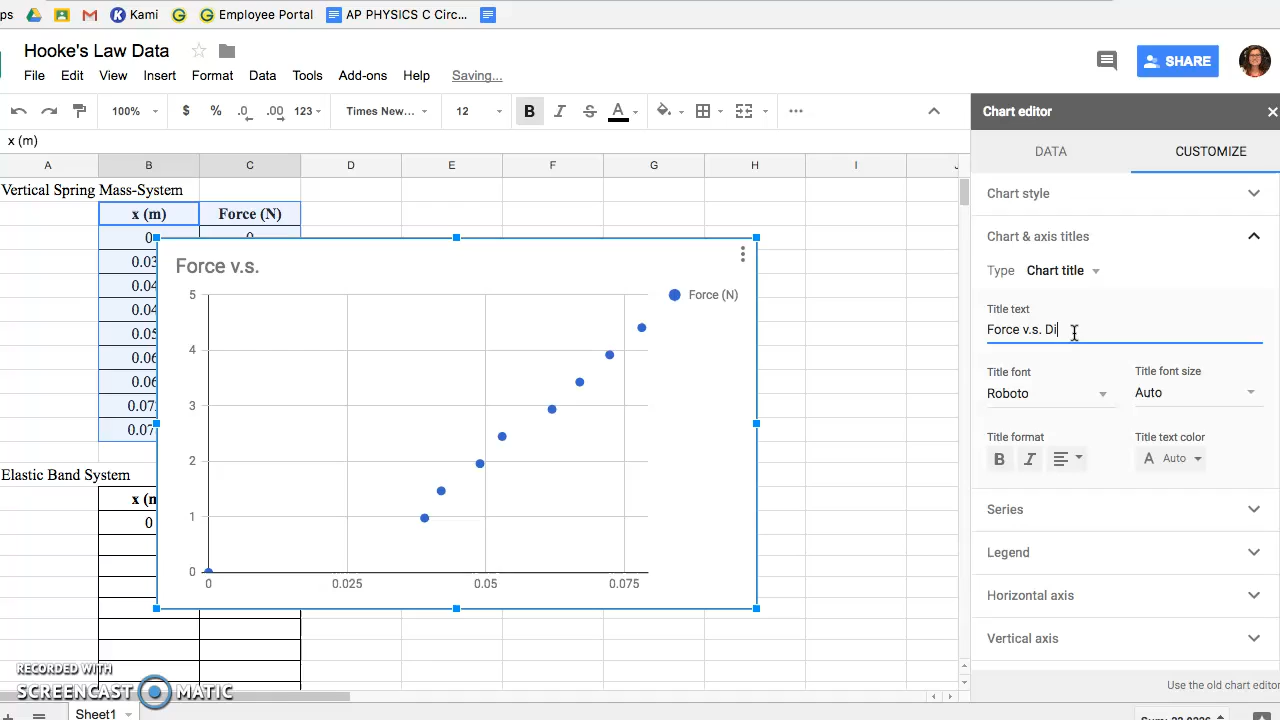 ps Kami Employee Portal AP PHYSICS C Circ...
Hooke's Law Data
File Edit View Insert Format Data Tools Add-ons Help Saving...
SHARE
100% $ % .0 .00 123 Times New... 12 B I S A ...
Chart editor
x (m)
DATA CUSTOMIZE
A B C D E F G H I J
Vertical Spring Mass-System
x (m) Force (N)
0 0
0.03
0.04
0.04
0.05
0.06
0.06
0.07
0.07
Elastic Band System
x (n
0
Force v.s.
Force (N)
5
4
3
2
1
0
0 0.025 0.05 0.075
Chart style
Chart & axis titles
Type Chart title
Title text
Force v.s. Di
Title font Title font size
Roboto Auto
Title format Title text color
B I A Auto
Series
Legend
Horizontal axis
Vertical axis
Use the old chart editor
RECORDED WITH
SCREENCAST MATIC
Sheet1